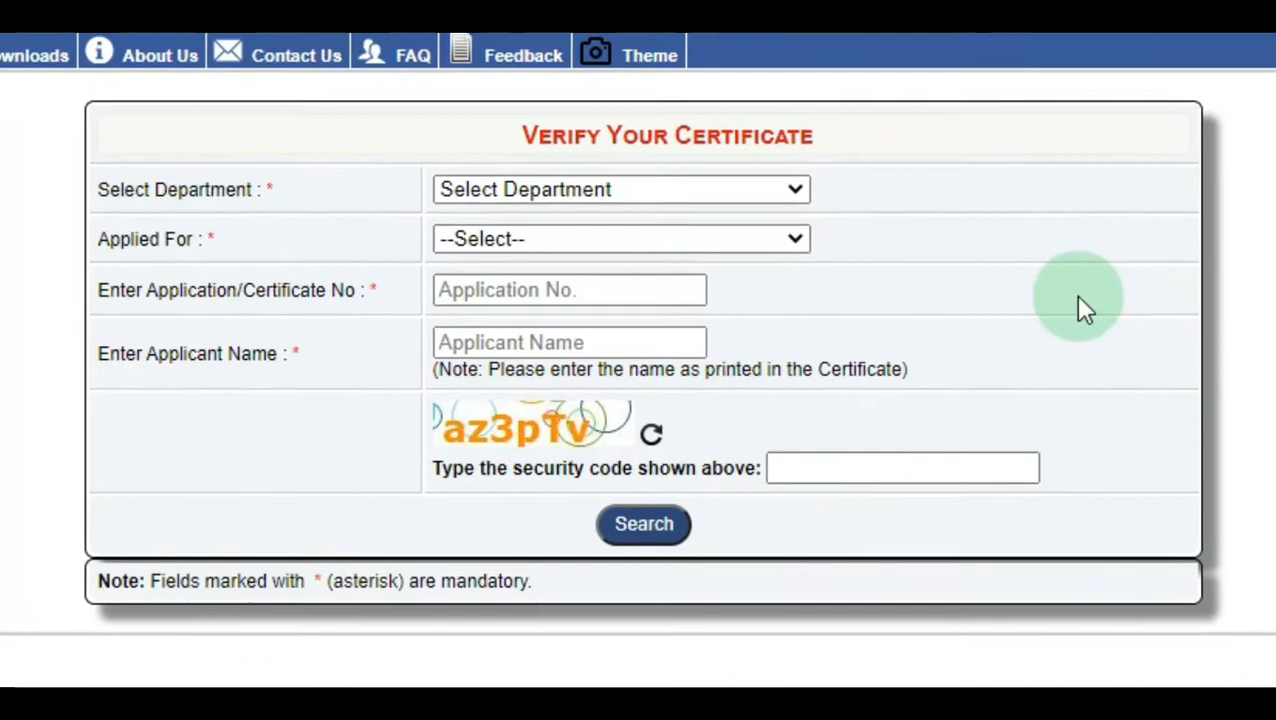 wnloads About Us Contact Us FAQ Feedback Theme
VERIFY YOUR CERTIFICATE
Select Department : * Select Department
Applied For : * --Select--
Enter Application/Certificate No : * Application No.
Enter Applicant Name : * Applicant Name
(Note: Please enter the name as printed in the Certificate)
az3pTv
Type the security code shown above:
Search
Note: Fields marked with * (asterisk) are mandatory.